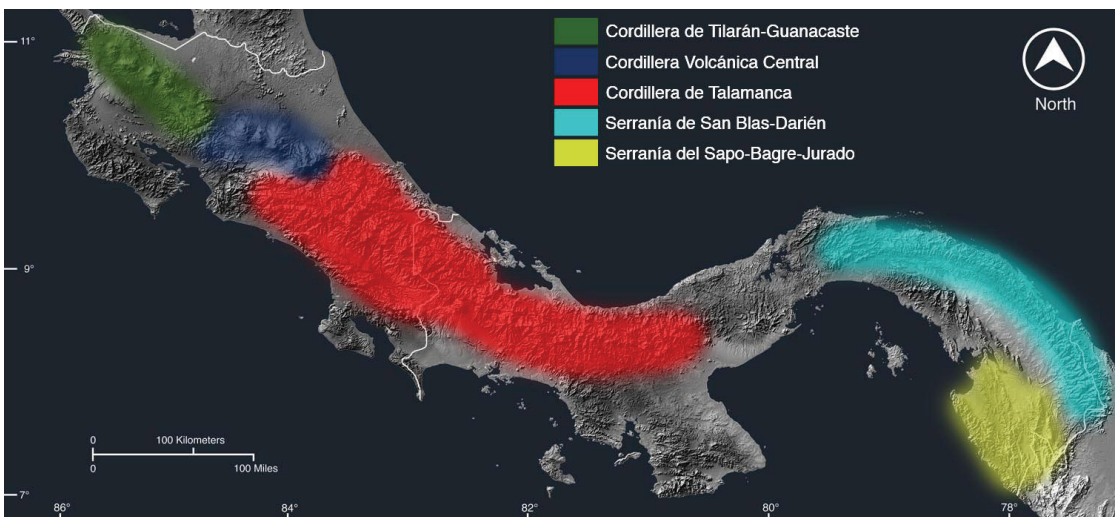 Cordillera de Tilarán-Guanacaste
Cordillera Volcánica Central
Cordillera de Talamanca
Serranía de San Blas-Darién
Serranía del Sapo-Bagre-Jurado
North
11°
9°
7°
0 100 Kilometers
0 100 Miles
86° 84° 82° 80° 78°